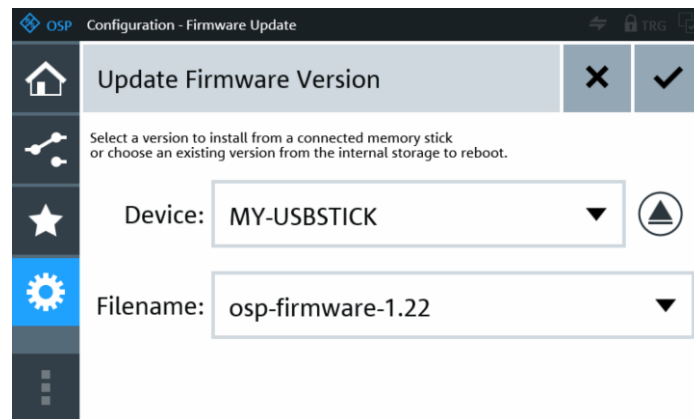 OSP Configuration - Firmware Update TRG
Update Firmware Version
Select a version to install from a connected memory stick
or choose an existing version from the internal storage to reboot.
Device: MY-USBSTICK
Filename: osp-firmware-1.22